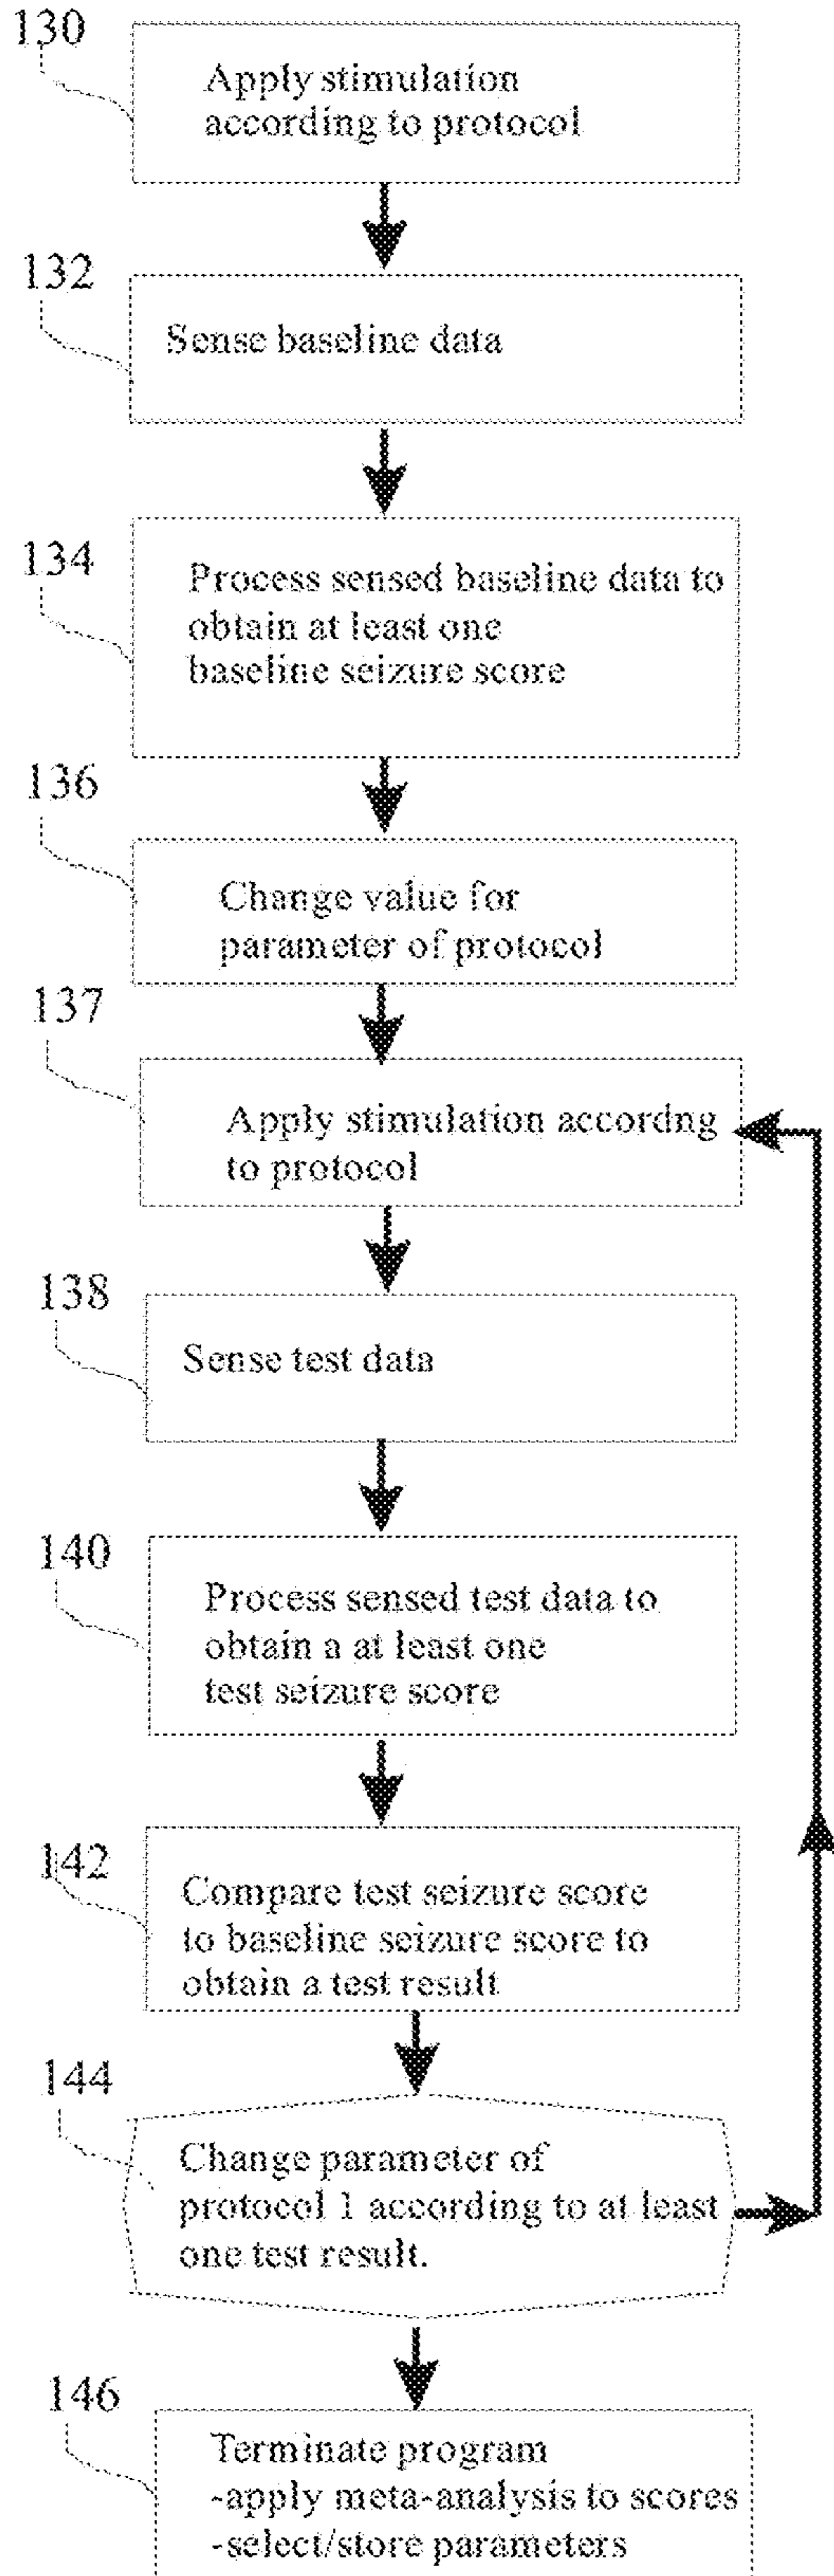 130
Apply stimulation
according to protocol
132
Sense baseline data
134
Process sensed baseline data to
obtain at least one
baseline seizure score
136
Change value for
parameter of protocol
137
Apply stimulation accordng
to protocol
138
Sense test data
140
Process sensed test data to
obtain a at least one
test seizure score
142
Compare test seizure score
to baseline seizure score to
obtain a test result
144
Change parameter of
protocol 1 according to at least
one test result.
146
Terminate program
-apply meta-analysis to scores
-select/store parameters